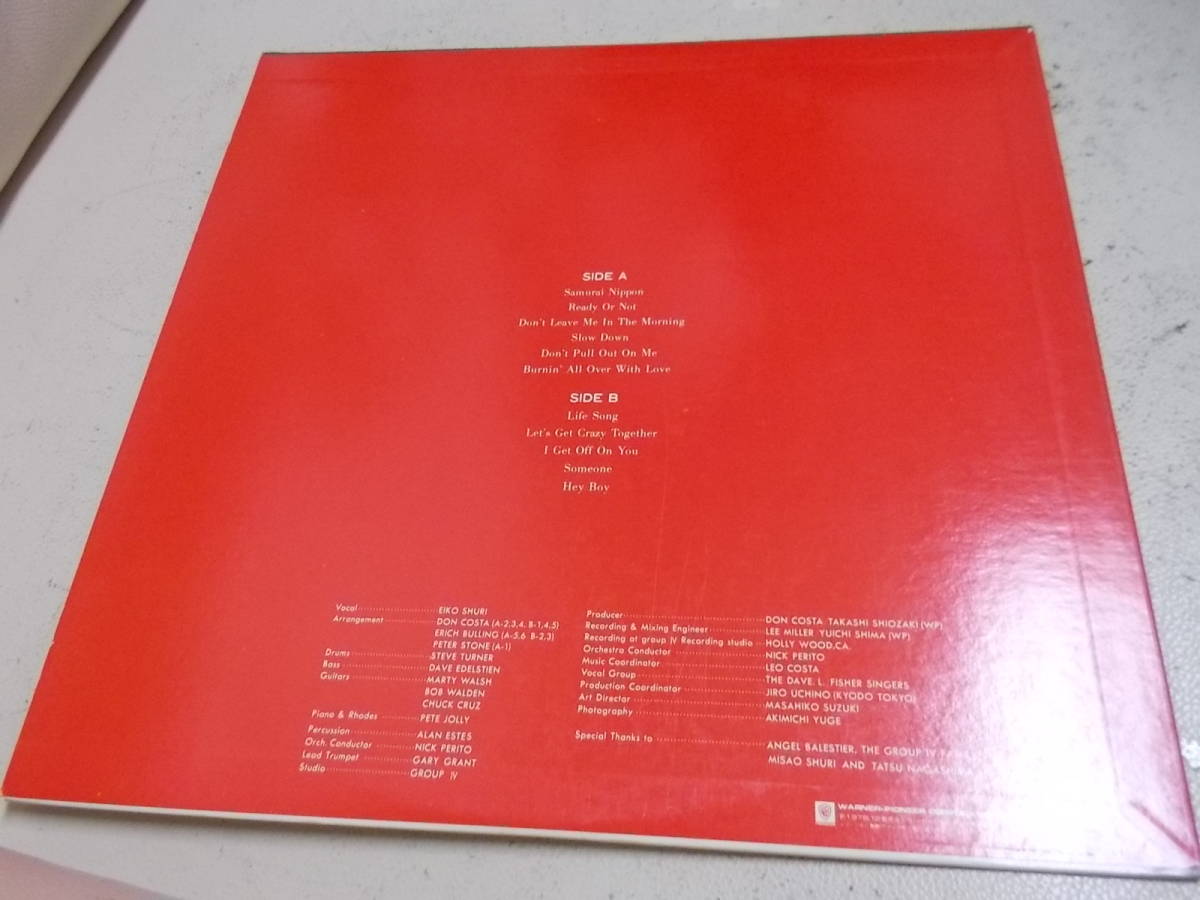 SIDE A
Samurai Nippon
Ready Or Not
Don't Leave Me In The Morning
Slow Down
Don't Pull Out On Me
Burnin' All Over With Love
SIDE B
Life Song
Let's Get Crazy Together
I Get Off On You
Someone
Hey Boy
Vocal EIKO SHURI
Arrangement DON COSTA (A-2,3,4. B-1,4,5)
ERICH BULLING (A-5.6 B-2,3)
PETER STONE (A-1)
Drums STEVE TURNER
Bass DAVE EDELSTIEN
Guitars MARTY WALSH
BOB WALDEN
CHUCK CRUZ
Piano & Rhodes PETE JOLLY
Percussion ALAN ESTES
Orch. Conductor NICK PERITO
Lead Trumpet GARY GRANT
Studio GROUP IV
Producer DON COSTA TAKASHI SHIOZAKI (WP)
Recording & Mixing Engineer LEE MILLER YUICHI SHIMA (WP)
Recording at group IV Recording studio HOLLY WOOD,CA.
Orchestra Conductor NICK PERITO
Music Coordinator LEO COSTA
Vocal Group THE DAVE. L. FISHER SINGERS
Production Coordinator JIRO UCHINO (KYODO TOKYO)
Art Director MASAHIKO SUZUKI
Photography AKIMICHI YUGE
Special Thanks to ANGEL BALESTIER, THE GROUP IV
MISAO SHURI AND TATSU NAGASHIMA
WARNER-PIONEER